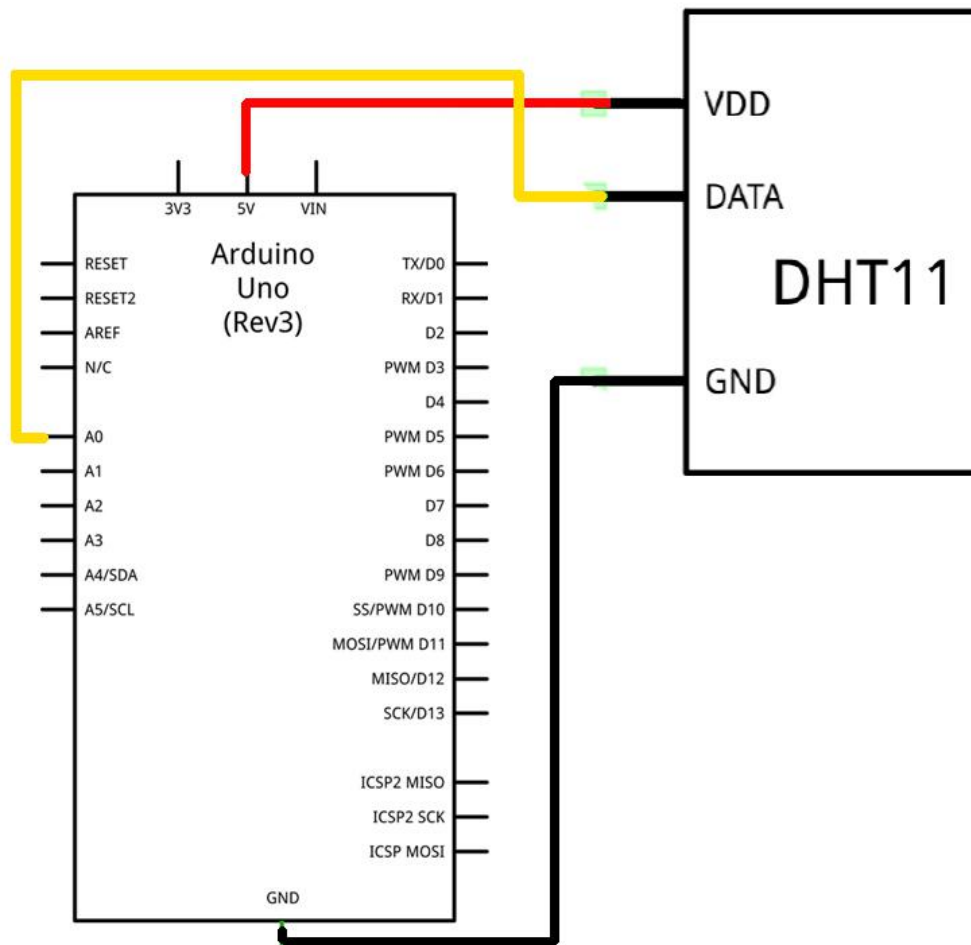 VDD
DATA
DHT11
GND
3V3 5V VIN
Arduino
Uno
(Rev3)
RESET
RESET2
AREF
N/C
A0
A1
A2
A3
A4/SDA
A5/SCL
TX/D0
RX/D1
D2
PWM D3
D4
PWM D5
PWM D6
D7
D8
PWM D9
SS/PWM D10
MOSI/PWM D11
MISO/D12
SCK/D13
ICSP2 MISO
ICSP2 SCK
ICSP MOSI
GND